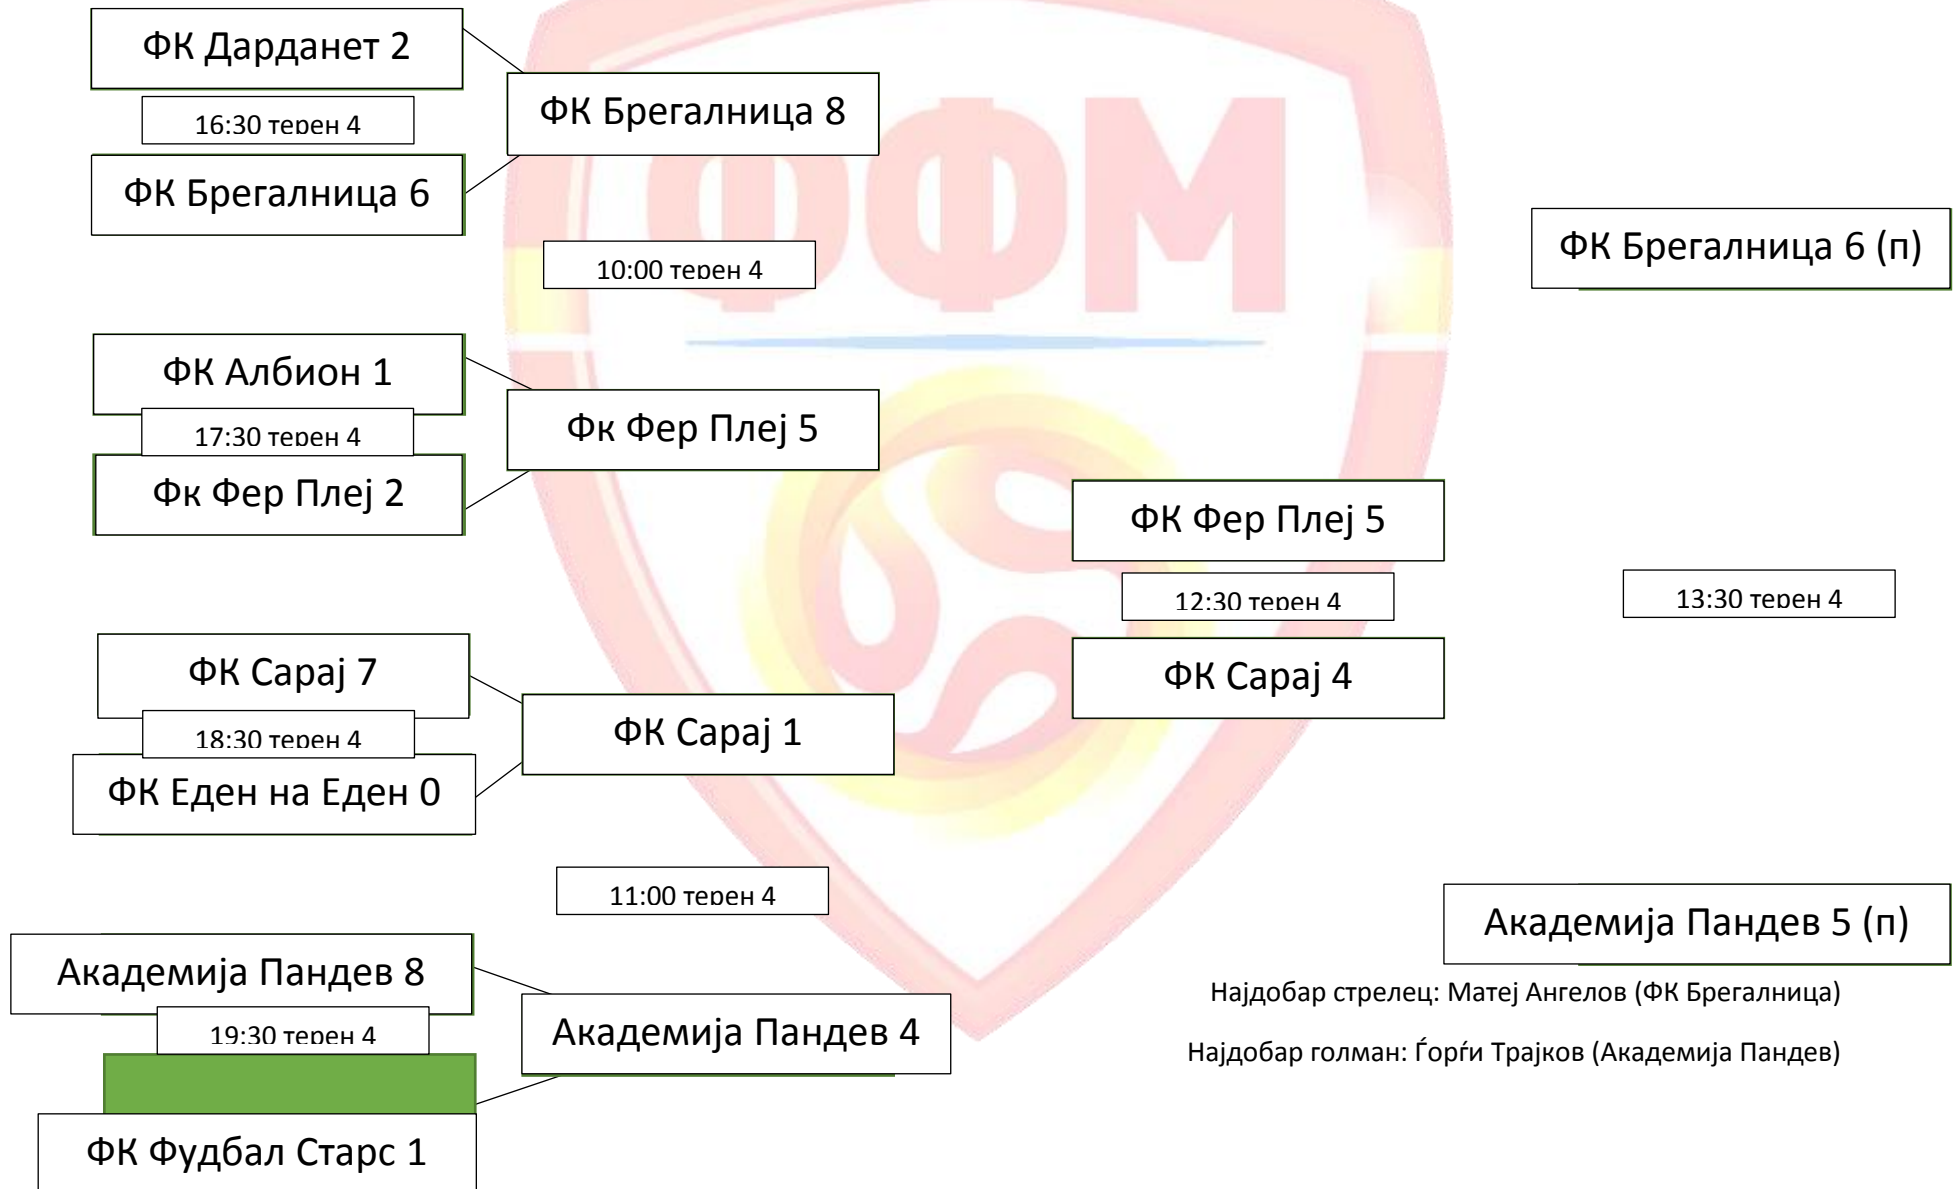 ФФМ
ФК Дарданет 2
16:30 терен 4
ФК Брегалница 6
ФК Брегалница 8
10:00 терен 4
ФК Албион 1
17:30 терен 4
Фк Фер Плеј 2
Фк Фер Плеј 5
ФК Сарај 7
18:30 терен 4
ФК Еден на Еден 0
ФК Сарај 1
11:00 терен 4
Академија Пандев 8
19:30 терен 4
ФК Фудбал Старс 1
Академија Пандев 4
ФК Фер Плеј 5
12:30 терен 4
ФК Сарај 4
ФК Брегалница 6 (п)
13:30 терен 4
Академија Пандев 5 (п)
Најдобар стрелец: Матеј Ангелов (ФК Брегалница)
Најдобар голман: Ѓорѓи Трајков (Академија Пандев)